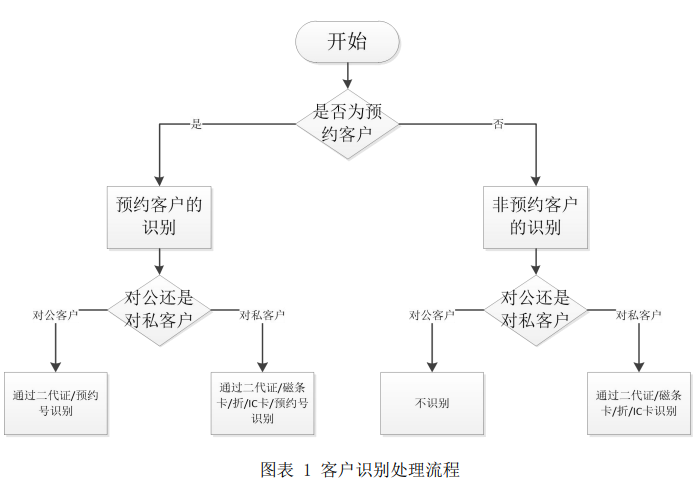 开始
是否为预
约客户
是
否
预约客户的
识别
非预约客户
的识别
对公还是
对私客户
对公还是
对私客户
对公客户
对私客户
对公客户
对私客户
通过二代证/预约
号识别
通过二代证/磁条
卡/折/IC卡/预约号
识别
不识别
通过二代证/磁条
卡/折/IC卡识别
图表 1 客户识别处理流程